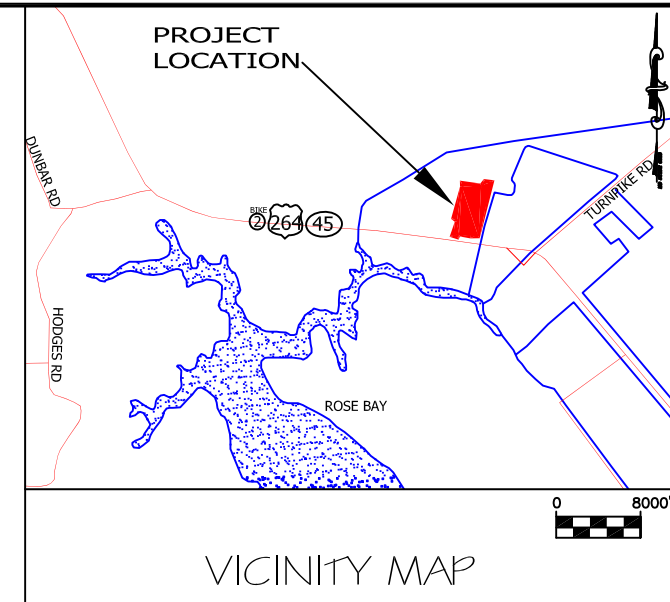 PROJECT
LOCATION
DUNBAR RD
BIKE
2 264 45
TURNPIKE RD
HODGES RD
ROSE BAY
0 8000'
VICINITY MAP